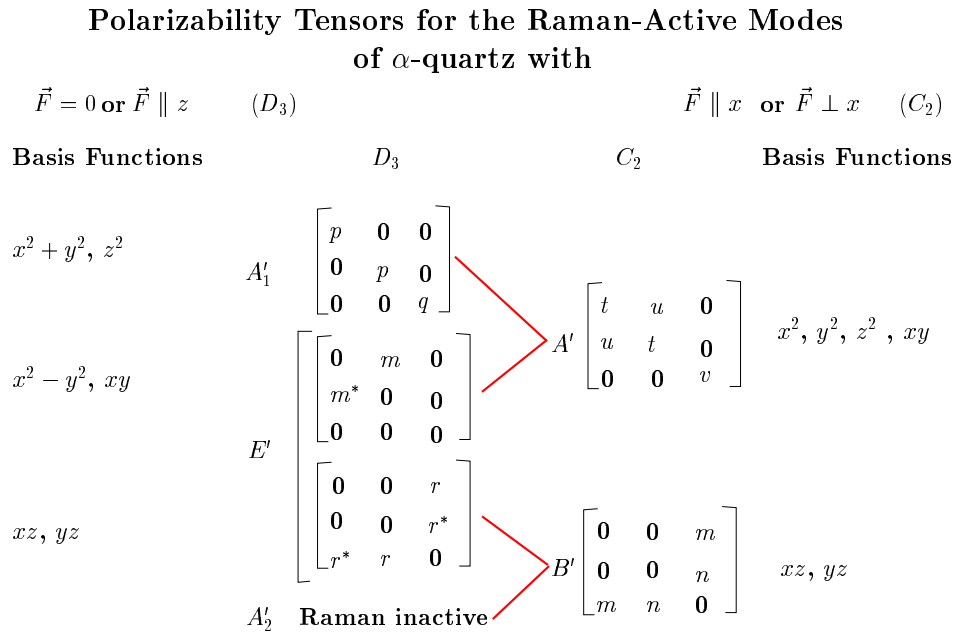 Polarizability Tensors for the Raman-Active Modes
of α-quartz with
F⃗ = 0 or F⃗ ∥ z (D₃) F⃗ ∥ x or F⃗ ⊥ x (C₂)
Basis Functions D₃ C₂ Basis Functions
x² + y², z²
A′₁
p 0 0
0 p 0
0 0 q
x² − y², xy
E′
0 m 0
m* 0 0
0 0 0
xz, yz
0 0 r
0 0 r*
r* r 0
A′₂ Raman inactive
A′
t u 0
u t 0
0 0 v
x², y², z² , xy
B′
0 0 m
0 0 n
m n 0
xz, yz